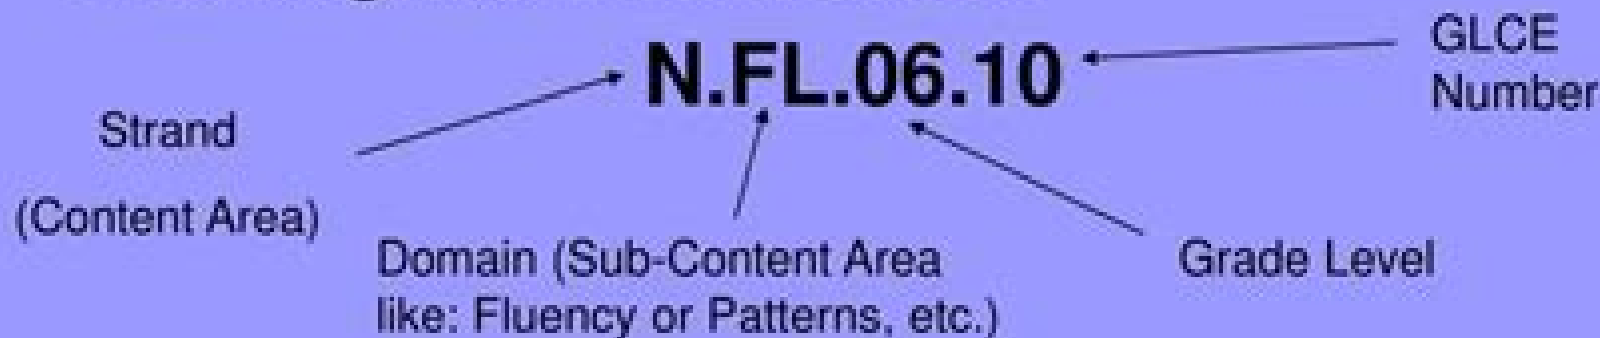 N.FL.06.10
GLCE
Number
Strand
(Content Area)
Domain (Sub-Content Area
like: Fluency or Patterns, etc.)
Grade Level